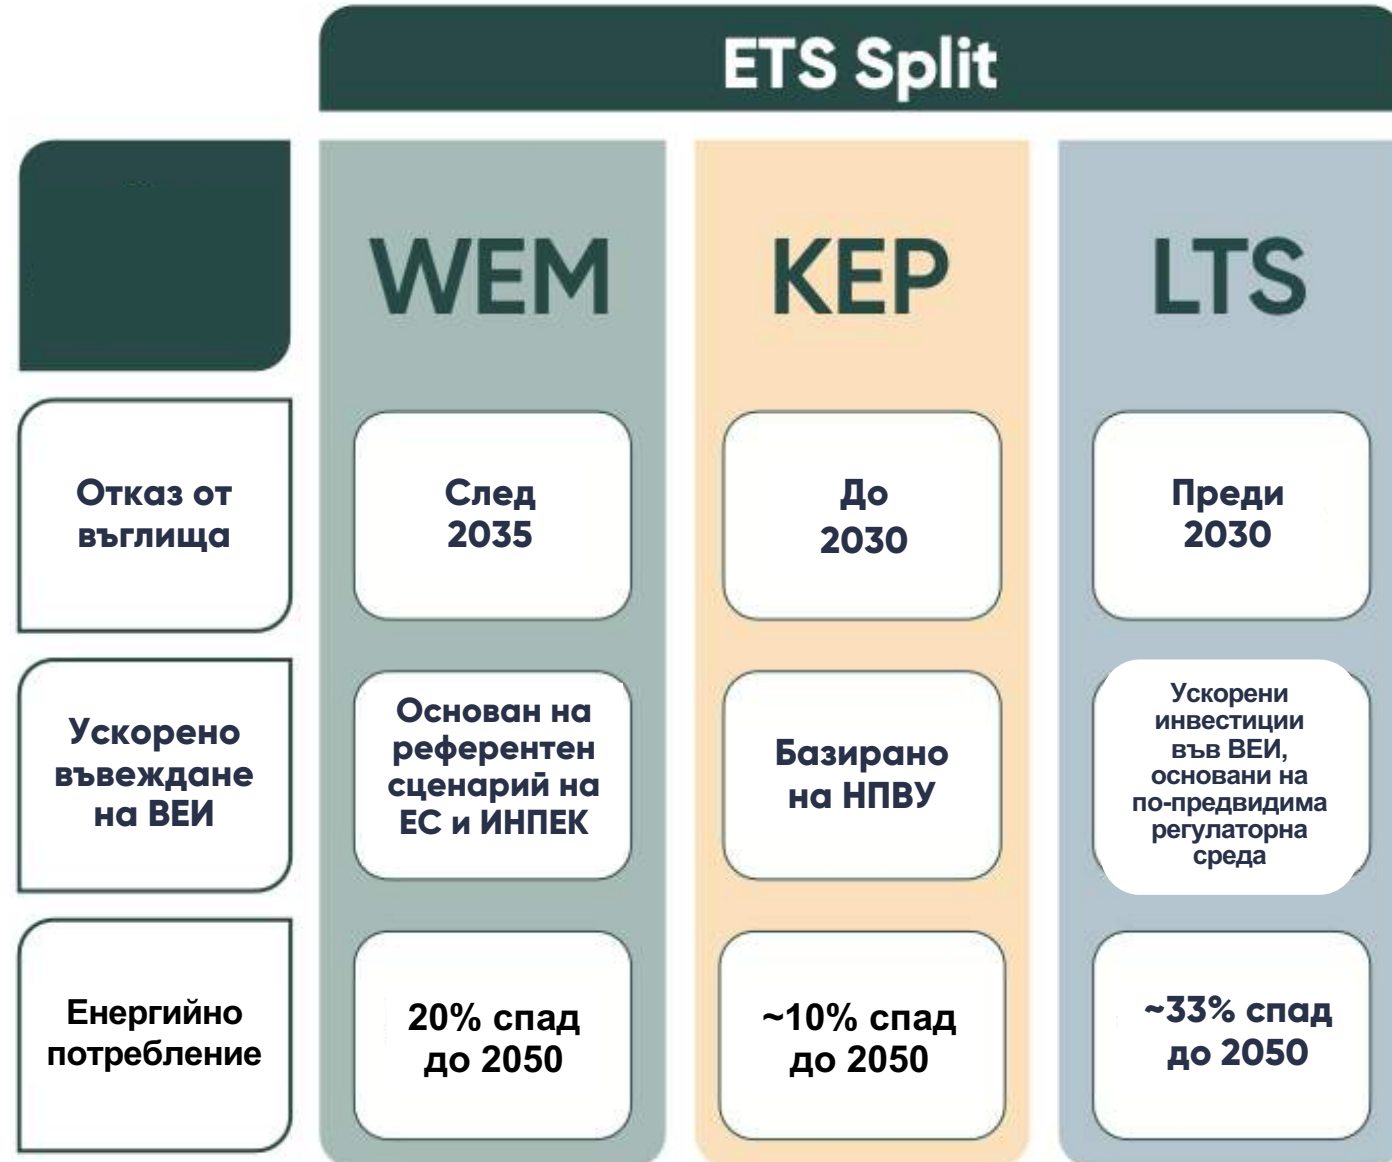 ETS Split
WEM
KEP
LTS
Отказ от
въглища
След
2035
До
2030
Преди
2030
Ускорено
въвеждане
на ВЕИ
Основан на
референтен
сценарий на
ЕС и ИНПЕК
Базирано
на НПВУ
Ускорени
инвестиции
във ВЕИ,
основани на
по-предвидима
регулаторна
среда
Енергийно
потребление
20% спад
до 2050
~10% спад
до 2050
~33% спад
до 2050